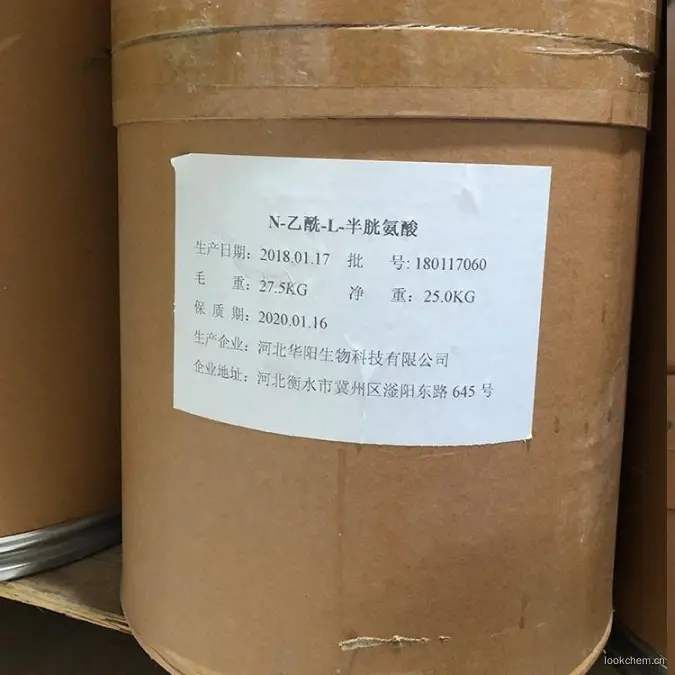 N-乙酰-L-半胱氨酸
生产日期: 2018.01.17 批 号: 180117060
毛 重: 27.5KG 净 重: 25.0KG
保 质 期: 2020.01.16
生产企业: 河北华阳生物科技有限公司
企业地址: 河北衡水市冀州区滏阳东路 645 号
lookchem.cn